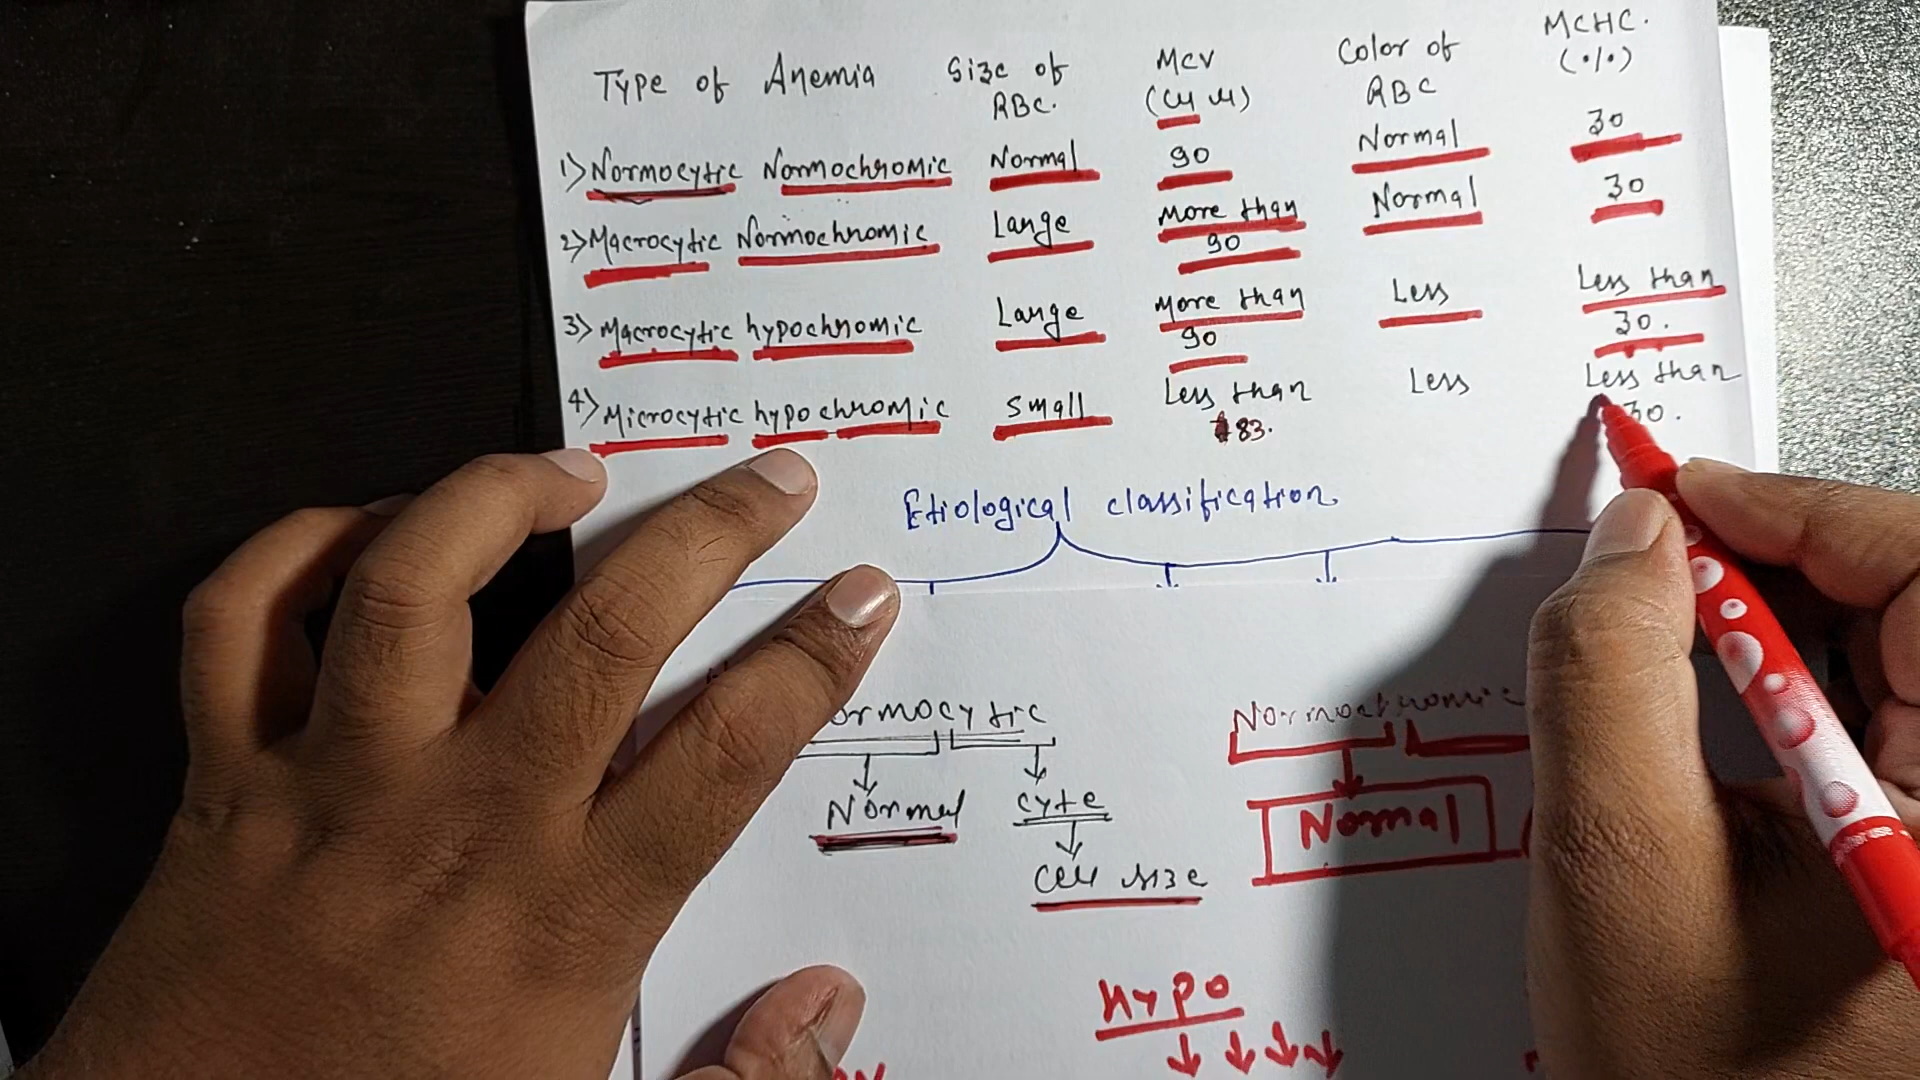 Type of Anemia Size of RBC. MCV (Cu u) Color of RBC MCHC. (%)
1) Normocytic Normochromic Normal 90 Normal 30
2) Macrocytic Normochromic Large More than 90 Normal 30
3) Macrocytic hypochromic Large More than 90 Less Less than 30.
4) Microcytic hypochromic Small Less than 83. Less Less than 30.
Etiological classification
ormocytic Normochromic
Normal cyte Normal
Cell size
Hypo